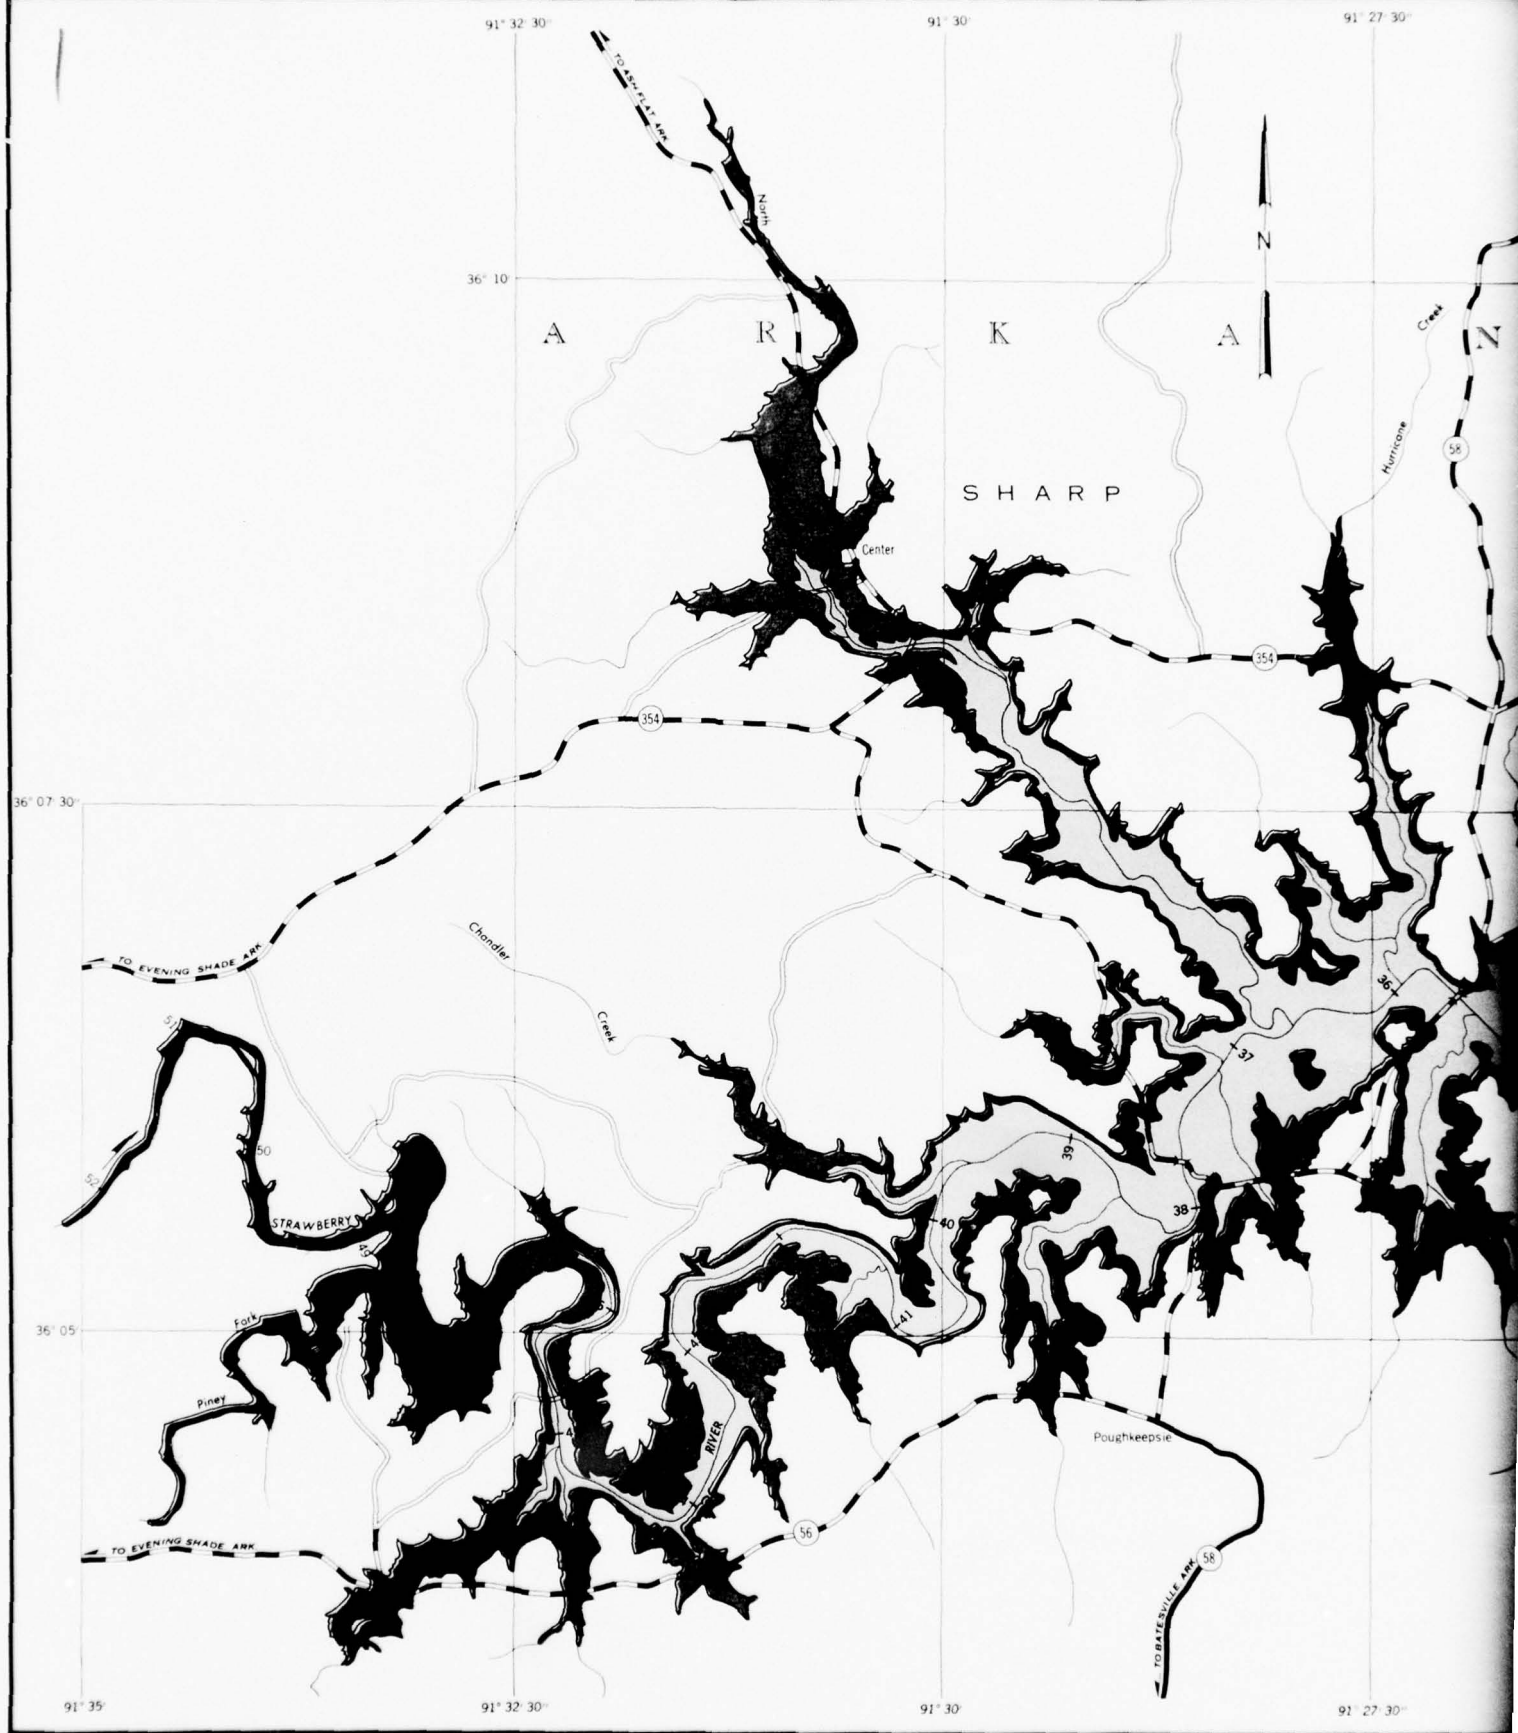 91° 32' 30"
91° 30'
91° 27' 30"
TO ASH FLAT ARK
North
N
36° 10'
A R K A N
Creek
Hurricane
58
SHARP
Center
354
354
36° 07' 30"
Chandler
Creek
TO EVENING SHADE ARK
36
37
51
50
52
39
STRAWBERRY
49
40
38
Fork
41
36° 05'
Piney
RIVER
Poughkeepsie
56
TO EVENING SHADE ARK
58
TO BATESVILLE ARK
91° 35'
91° 32' 30"
91° 30'
91° 27' 30"